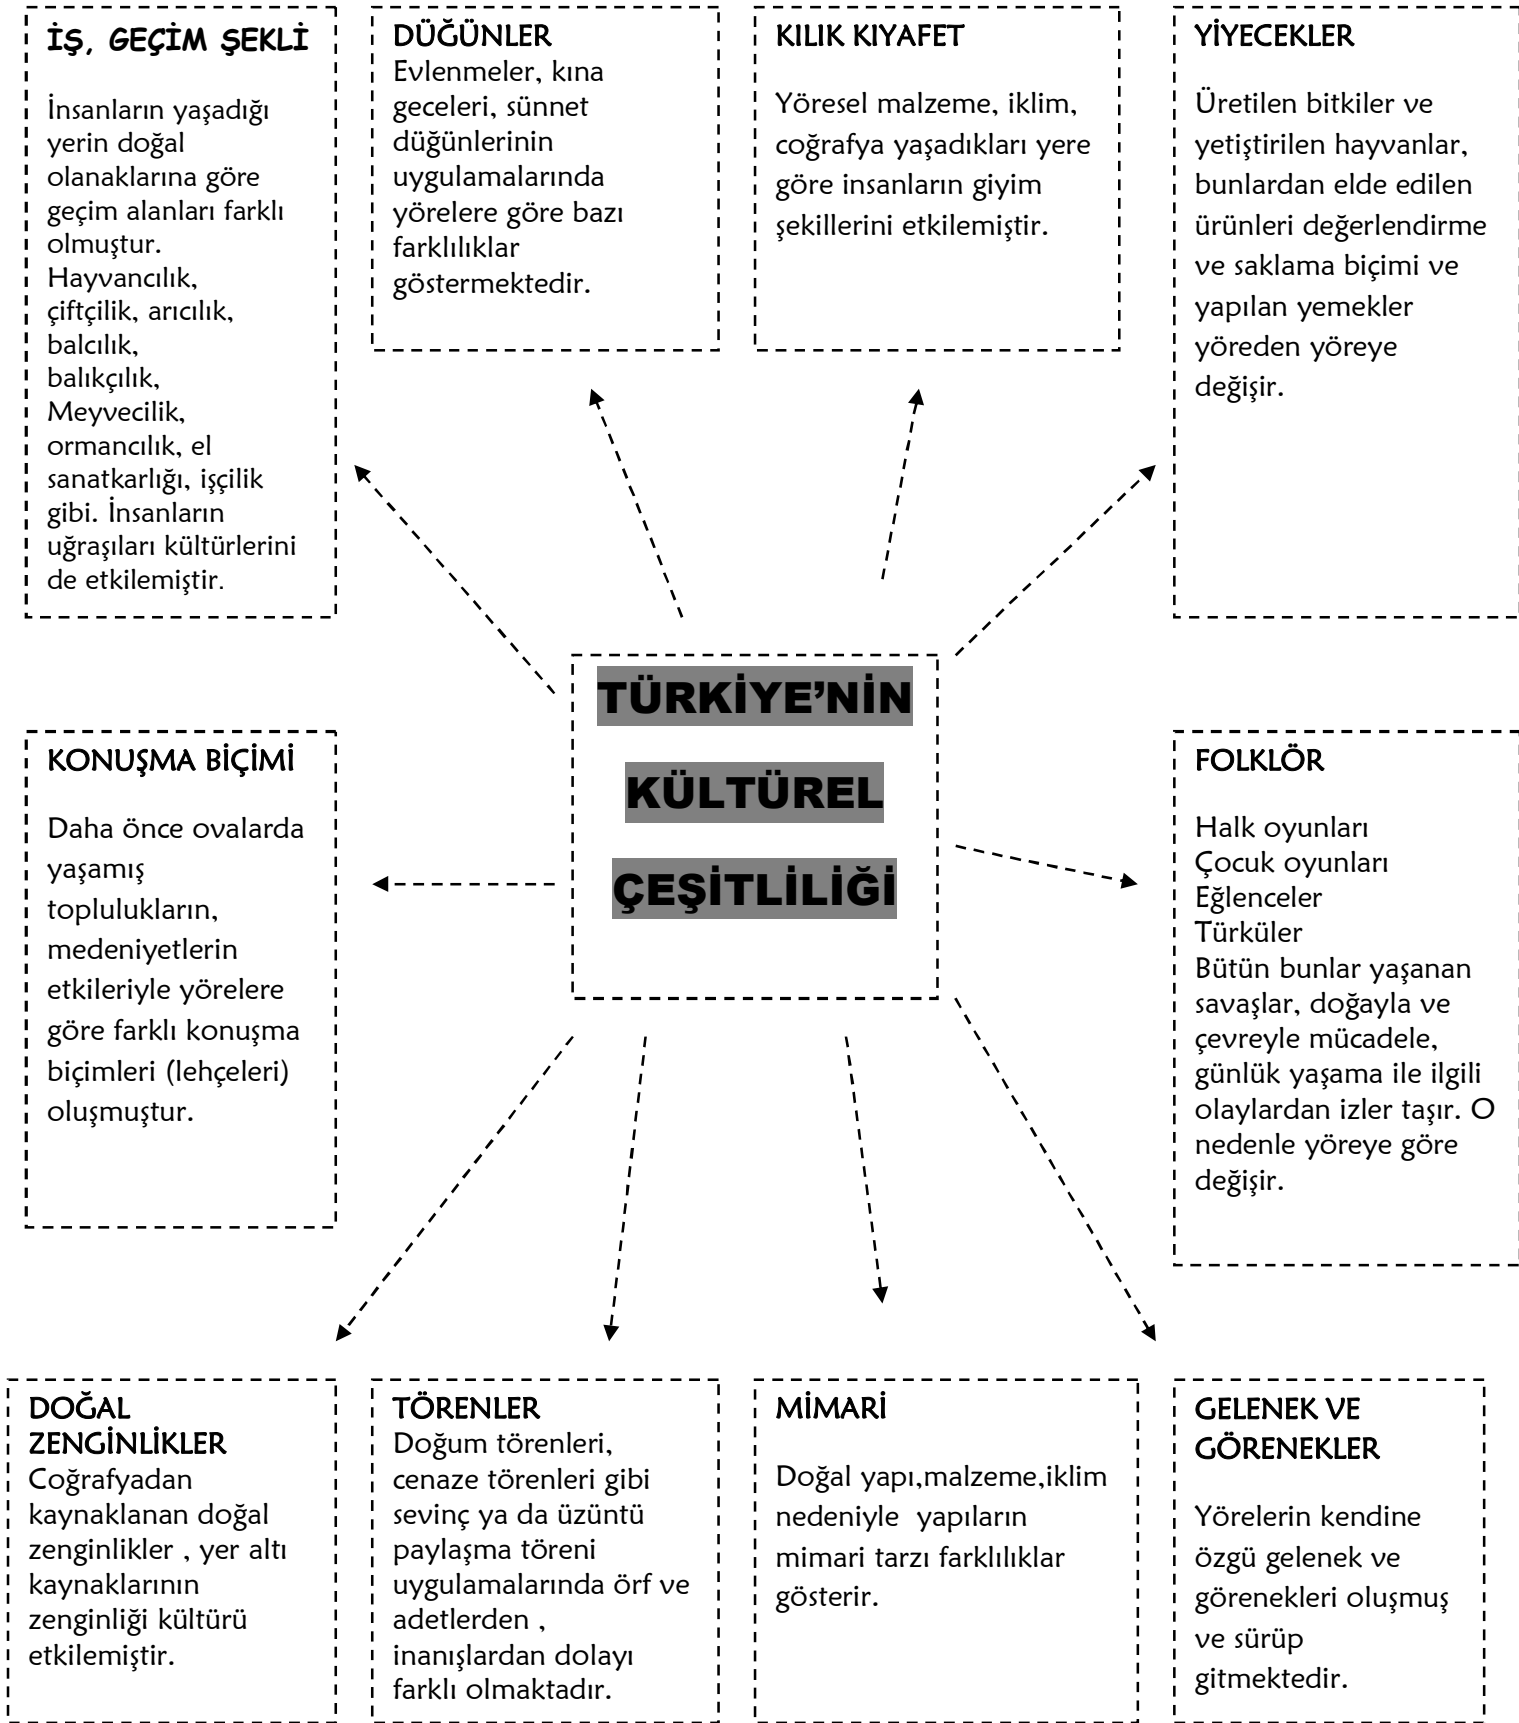 İŞ, GEÇİM ŞEKLİ
İnsanların yaşadığı
yerin doğal
olanaklarına göre
geçim alanları farklı
olmuştur.
Hayvancılık,
çiftçilik, arıcılık,
balcılık,
balıkçılık,
Meyvecilik,
ormancılık, el
sanatkarlığı, işçilik
gibi. İnsanların
uğraşıları kültürlerini
de etkilemiştir.
DÜĞÜNLER
Evlenmeler, kına
geceleri, sünnet
düğünlerinin
uygulamalarında
yörelere göre bazı
farklılıklar
göstermektedir.
KILIK KIYAFET
Yöresel malzeme, iklim,
coğrafya yaşadıkları yere
göre insanların giyim
şekillerini etkilemiştir.
YİYECEKLER
Üretilen bitkiler ve
yetiştirilen hayvanlar,
bunlardan elde edilen
ürünleri değerlendirme
ve saklama biçimi ve
yapılan yemekler
yöreden yöreye
değişir.
TÜRKİYE’NİN
KÜLTÜREL
ÇEŞİTLİLİĞİ
KONUŞMA BİÇİMİ
Daha önce ovalarda
yaşamış
toplulukların,
medeniyetlerin
etkileriyle yörelere
göre farklı konuşma
biçimleri (lehçeleri)
oluşmuştur.
FOLKLÖR
Halk oyunları
Çocuk oyunları
Eğlenceler
Türküler
Bütün bunlar yaşanan
savaşlar, doğayla ve
çevreyle mücadele,
günlük yaşama ile ilgili
olaylardan izler taşır. O
nedenle yöreye göre
değişir.
DOĞAL
ZENGİNLİKLER
Coğrafyadan
kaynaklanan doğal
zenginlikler , yer altı
kaynaklarının
zenginliği kültürü
etkilemiştir.
TÖRENLER
Doğum törenleri,
cenaze törenleri gibi
sevinç ya da üzüntü
paylaşma töreni
uygulamalarında örf ve
adetlerden ,
inanışlardan dolayı
farklı olmaktadır.
MİMARİ
Doğal yapı,malzeme,iklim
nedeniyle  yapıların
mimari tarzı farklılıklar
gösterir.
GELENEK VE
GÖRENEKLER
Yörelerin kendine
özgü gelenek ve
görenekleri oluşmuş
ve sürüp
gitmektedir.